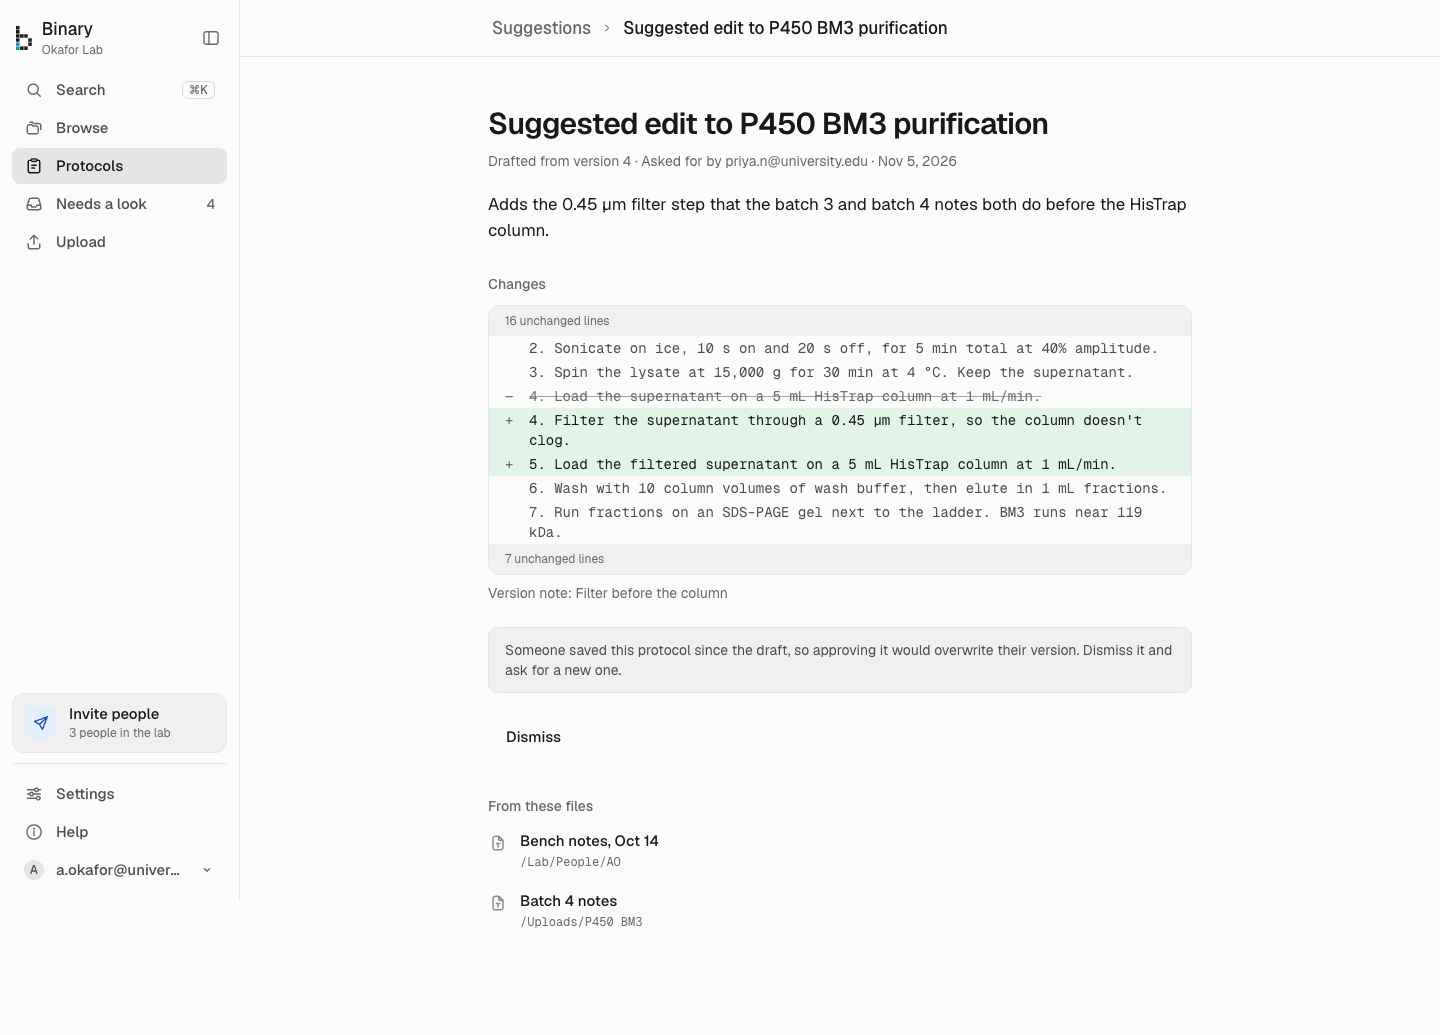 Binary
Okafor Lab
Search
⌘K
Browse
Protocols
Needs a look
4
Upload
Invite people
3 people in the lab
Settings
Help
A
a.okafor@univer...
Suggestions
Suggested edit to P450 BM3 purification
Suggested edit to P450 BM3 purification
Drafted from version 4 · Asked for by priya.n@university.edu · Nov 5, 2026
Adds the 0.45 µm filter step that the batch 3 and batch 4 notes both do before the HisTrap
column.
Changes
16 unchanged lines
2. Sonicate on ice, 10 s on and 20 s off, for 5 min total at 40% amplitude.
3. Spin the lysate at 15,000 g for 30 min at 4 °C. Keep the supernatant.
− 4. Load the supernatant on a 5 mL HisTrap column at 1 mL/min.
+ 4. Filter the supernatant through a 0.45 µm filter, so the column doesn't
clog.
+ 5. Load the filtered supernatant on a 5 mL HisTrap column at 1 mL/min.
6. Wash with 10 column volumes of wash buffer, then elute in 1 mL fractions.
7. Run fractions on an SDS-PAGE gel next to the ladder. BM3 runs near 119
kDa.
7 unchanged lines
Version note: Filter before the column
Someone saved this protocol since the draft, so approving it would overwrite their version. Dismiss it and
ask for a new one.
Dismiss
From these files
Bench notes, Oct 14
/Lab/People/AO
Batch 4 notes
/Uploads/P450 BM3